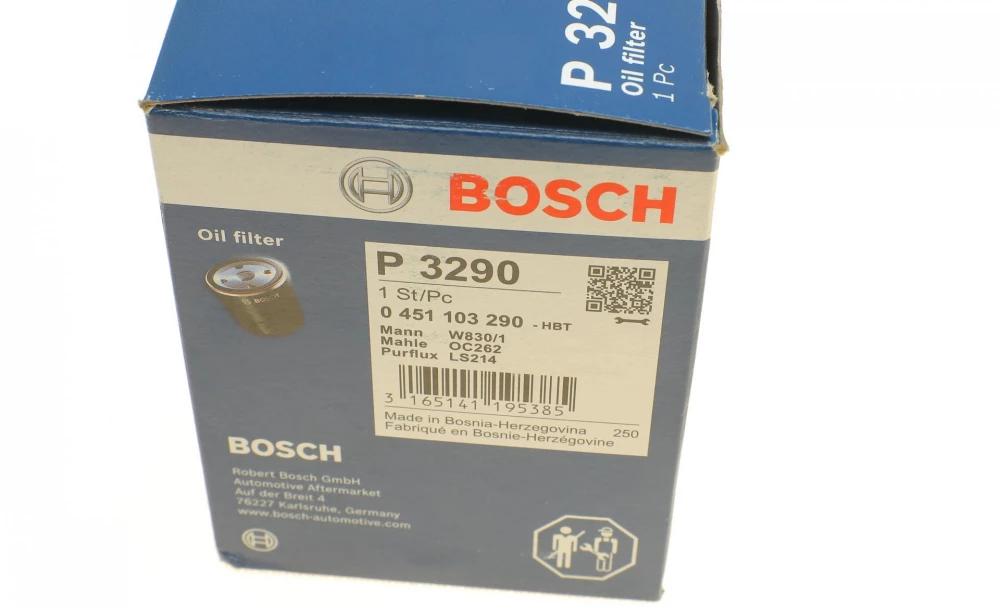 P 32
Oil filter
1 Pc
BOSCH
Oil filter
BOSCH
P 3290
1 St/Pc
0 451 103 290 - HBT
Mann W830/1
Mahle OC262
Purflux LS214
3 165141 195385
Made in Bosnia-Herzegovina
Fabriqué en Bosnie-Herzégovine 250
BOSCH
Robert Bosch GmbH
Automotive Aftermarket
Auf der Breit 4
76227 Karlsruhe, Germany
www.bosch-automotive.com